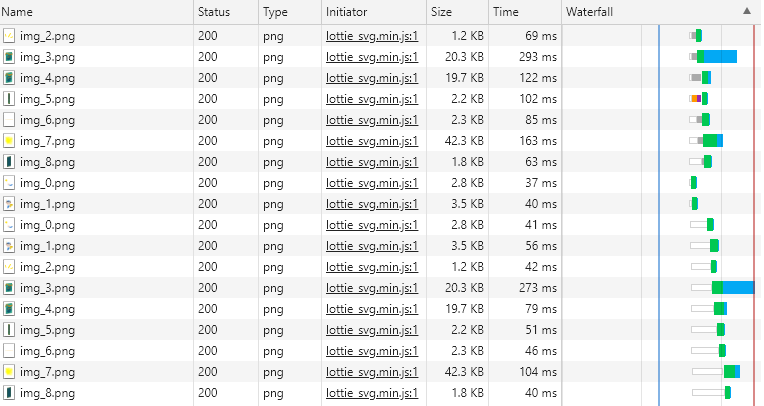 Name Status Type Initiator Size Time Waterfall
img_2.png 200 png lottie_svg.min.js:1 1.2 KB 69 ms
img_3.png 200 png lottie_svg.min.js:1 20.3 KB 293 ms
img_4.png 200 png lottie_svg.min.js:1 19.7 KB 122 ms
img_5.png 200 png lottie_svg.min.js:1 2.2 KB 102 ms
img_6.png 200 png lottie_svg.min.js:1 2.3 KB 85 ms
img_7.png 200 png lottie_svg.min.js:1 42.3 KB 163 ms
img_8.png 200 png lottie_svg.min.js:1 1.8 KB 63 ms
img_0.png 200 png lottie_svg.min.js:1 2.8 KB 37 ms
img_1.png 200 png lottie_svg.min.js:1 3.5 KB 40 ms
img_0.png 200 png lottie_svg.min.js:1 2.8 KB 41 ms
img_1.png 200 png lottie_svg.min.js:1 3.5 KB 56 ms
img_2.png 200 png lottie_svg.min.js:1 1.2 KB 42 ms
img_3.png 200 png lottie_svg.min.js:1 20.3 KB 273 ms
img_4.png 200 png lottie_svg.min.js:1 19.7 KB 79 ms
img_5.png 200 png lottie_svg.min.js:1 2.2 KB 51 ms
img_6.png 200 png lottie_svg.min.js:1 2.3 KB 46 ms
img_7.png 200 png lottie_svg.min.js:1 42.3 KB 104 ms
img_8.png 200 png lottie_svg.min.js:1 1.8 KB 40 ms